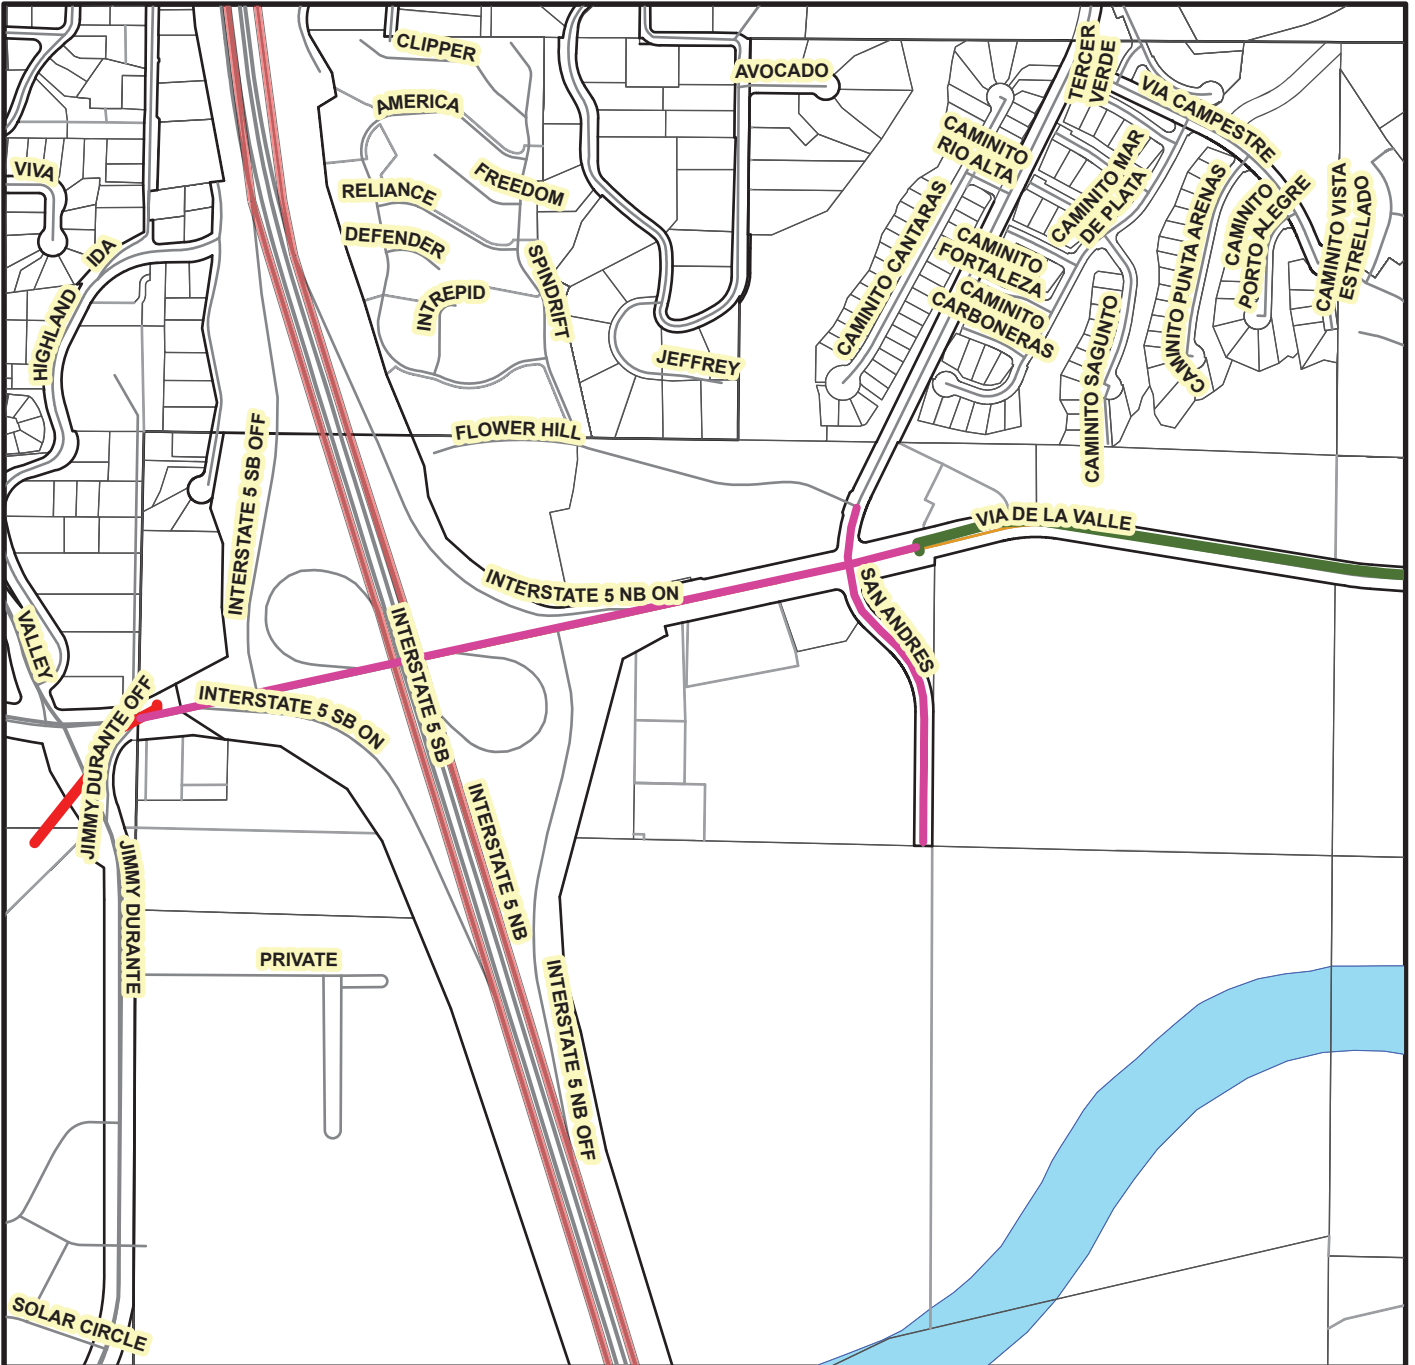 CLIPPER
AVOCADO
TERCER
VERDE
AMERICA
VIA CAMPESTRE
CAMINITO
RIO ALTA
CAMINITO MAR
DE PLATA
VIVA
RELIANCE
FREEDOM
CAMINITO CANTARAS
CAMINITO PUNTA ARENAS
CAMINITO
PORTO ALEGRE
CAMINITO VISTA
ESTRELLADO
IDA
DEFENDER
SPINDRIFT
CAMINITO
FORTALEZA
HIGHLAND
INTREPID
CAMINITO
CARBONERAS
CAMINITO SAGUNTO
JEFFREY
INTERSTATE 5 SB OFF
FLOWER HILL
VIA DE LA VALLE
INTERSTATE 5 NB ON
SAN ANDRES
VALLEY
INTERSTATE 5 SB
JIMMY DURANTE OFF
INTERSTATE 5 SB ON
INTERSTATE 5 NB
JIMMY DURANTE
PRIVATE
INTERSTATE 5 NB OFF
SOLAR CIRCLE